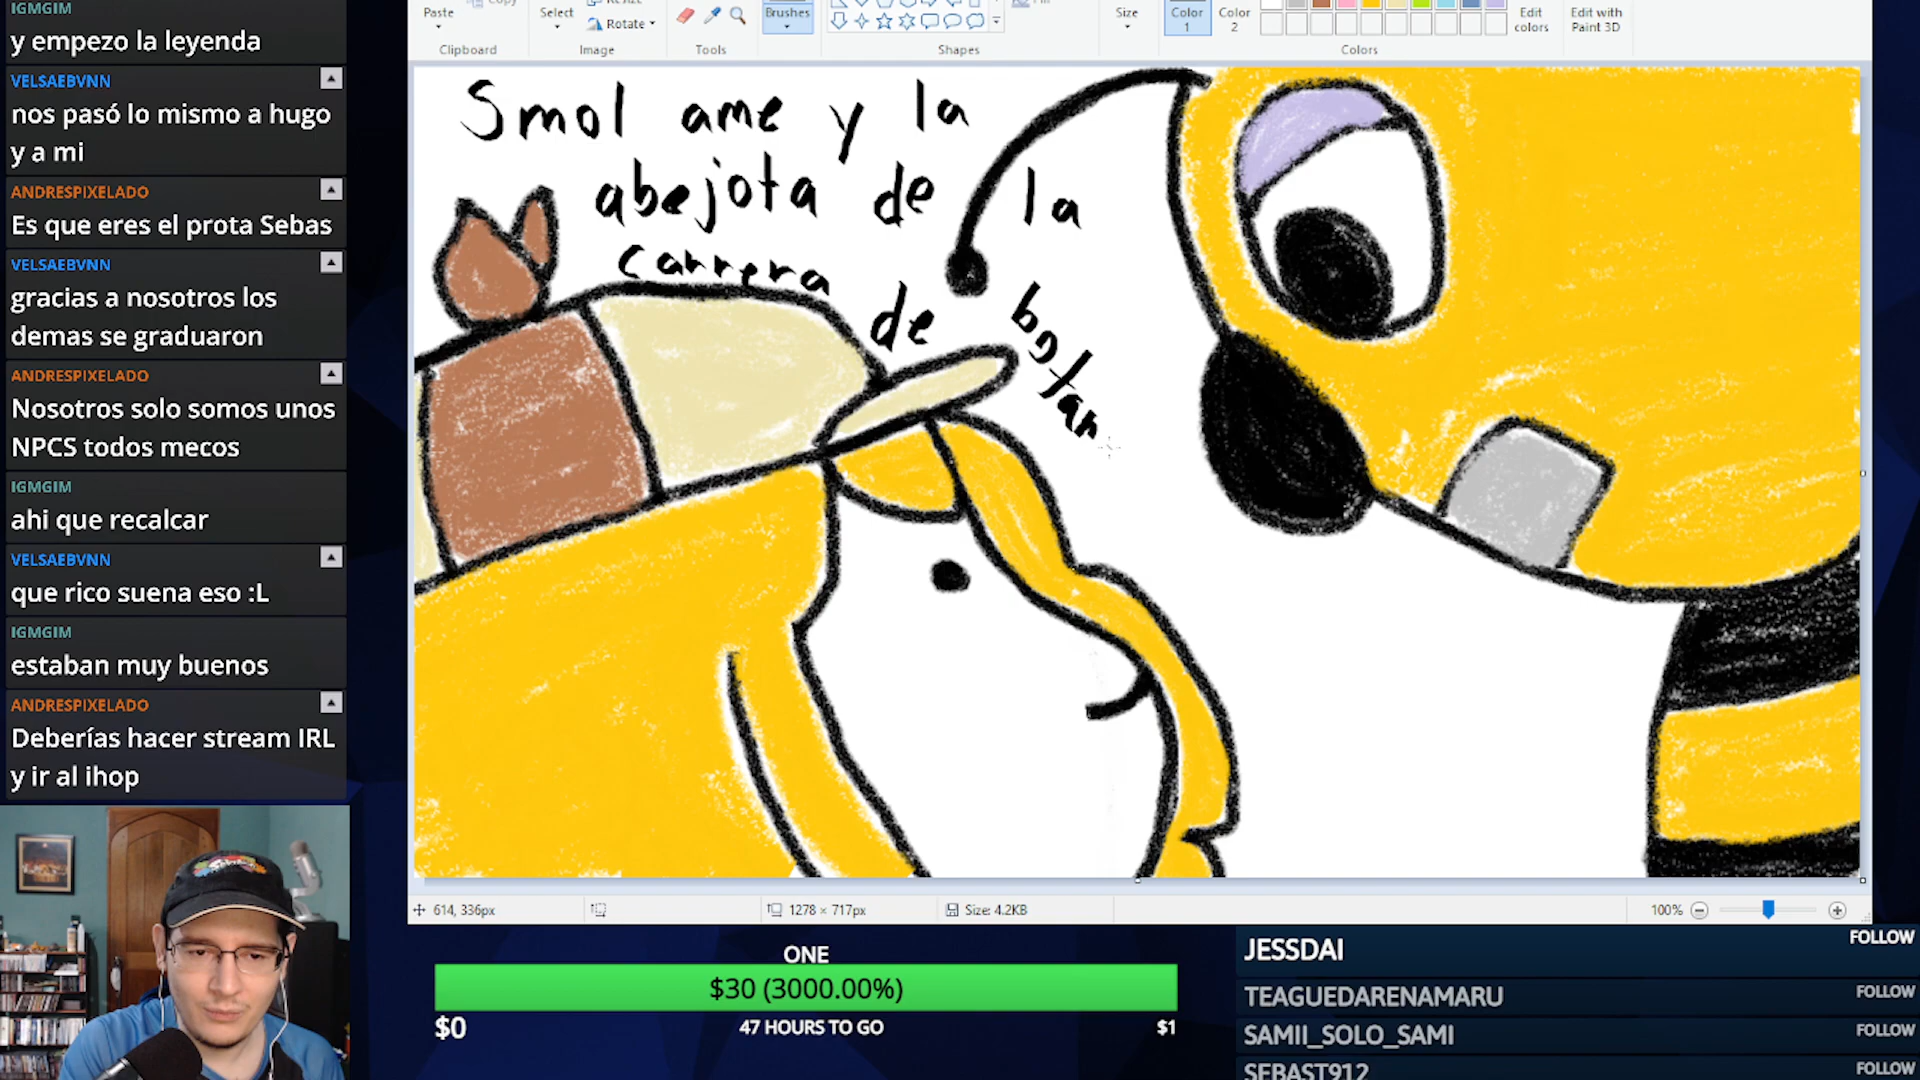 IGMGIM
y empezo la leyenda
VELSAEBVNN
nos pasó lo mismo a hugo
y a mi
ANDRESPIXELADO
Es que eres el prota Sebas
VELSAEBVNN
gracias a nosotros los
demas se graduaron
ANDRESPIXELADO
Nosotros solo somos unos
NPCS todos mecos
IGMGIM
ahi que recalcar
VELSAEBVNN
que rico suena eso :L
IGMGIM
estaban muy buenos
ANDRESPIXELADO
Deberías hacer stream IRL
y ir al ihop
Paste
Copy
Clipboard
Select
Resize
Rotate
Image
Tools
Brushes
Shapes
Fill
Size
Color 1
Color 2
Colors
Edit colors
Edit with Paint 3D
Smol ame y la
abejota de la
carrera
de botar
614, 336px
1278 × 717px
Size: 4.2KB
100%
ONE
$30 (3000.00%)
$0
47 HOURS TO GO
$1
JESSDAI FOLLOW
TEAGUEDARENAMARU FOLLOW
SAMII_SOLO_SAMI FOLLOW
SEBAST912 FOLLOW